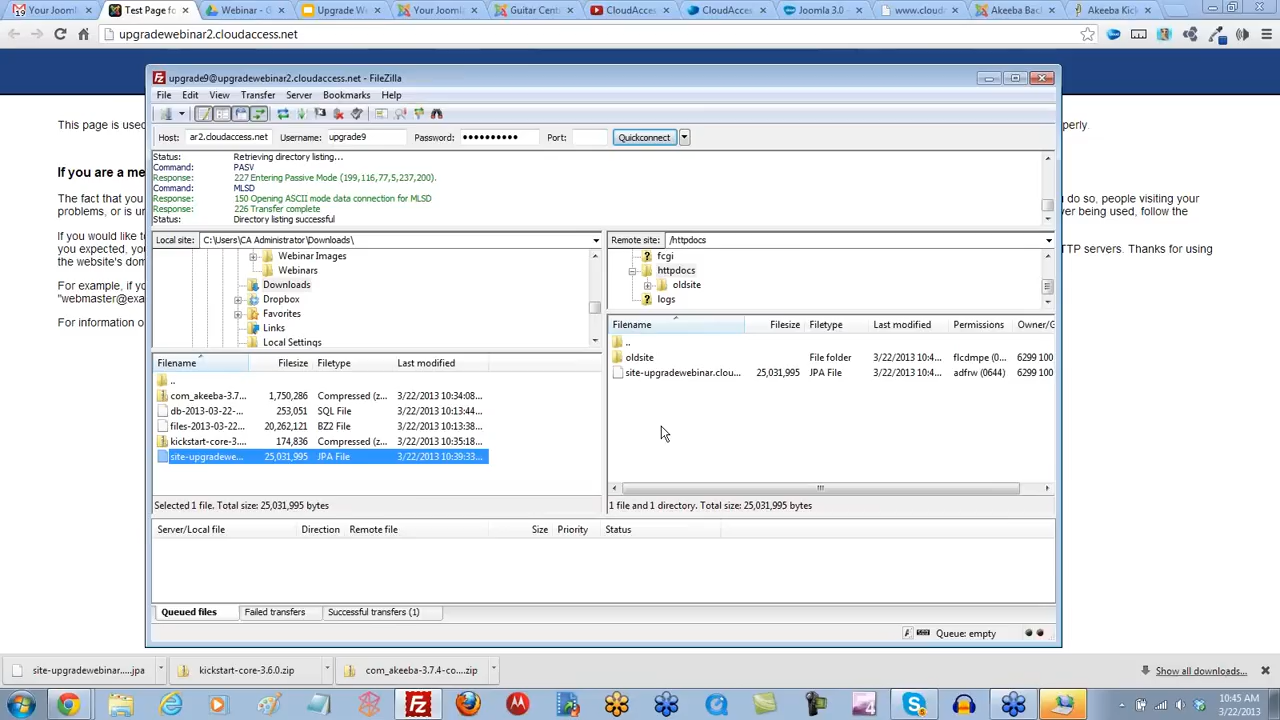 Your Joom
Test Page fo
Webinar - G
Upgrade We
Your Joomla
Guitar Cent
CloudAcces
CloudAcces
Joomla 3.0
www.cloud
Akeeba Bac
Akeeba Kick
upgradewebinar2.cloudaccess.net
This page is used
perly.
If you are a me
The fact that you
do so, people visiting your
problems, or is un
ver being used, follow the
If you would like to
you expected, you
TTP servers. Thanks for using
the website's dom
For example, if yo
"webmaster@exa
For information o
upgrade9@upgradewebinar2.cloudaccess.net - FileZilla
File Edit View Transfer Server Bookmarks Help
Host: ar2.cloudaccess.net Username: upgrade9 Password: •••••••••• Port: Quickconnect
Status: Retrieving directory listing...
Command: PASV
Response: 227 Entering Passive Mode (199,116,77,5,237,200).
Command: MLSD
Response: 150 Opening ASCII mode data connection for MLSD
Response: 226 Transfer complete
Status: Directory listing successful
Local site: C:\Users\CA Administrator\Downloads\
Webinar Images
Webinars
Downloads
Dropbox
Favorites
Links
Local Settings
Remote site: /httpdocs
fcgi
httpdocs
oldsite
logs
Filename Filesize Filetype Last modified
..
com_akeeba-3.7... 1,750,286 Compressed (z... 3/22/2013 10:34:08...
db-2013-03-22-... 253,051 SQL File 3/22/2013 10:13:44...
files-2013-03-22... 20,262,121 BZ2 File 3/22/2013 10:13:38...
kickstart-core-3.... 174,836 Compressed (z... 3/22/2013 10:35:18...
site-upgradewe... 25,031,995 JPA File 3/22/2013 10:39:33...
Selected 1 file. Total size: 25,031,995 bytes
Filename Filesize Filetype Last modified Permissions Owner/G
..
oldsite File folder 3/22/2013 10:4... flcdmpe (0... 6299 100
site-upgradewebinar.clou... 25,031,995 JPA File 3/22/2013 10:4... adfrw (0644) 6299 100
1 file and 1 directory. Total size: 25,031,995 bytes
Server/Local file Direction Remote file Size Priority Status
Queued files Failed transfers Successful transfers (1)
Queue: empty
site-upgradewebinar.....jpa
kickstart-core-3.6.0.zip
com_akeeba-3.7.4-co....zip
Show all downloads...
10:45 AM
3/22/2013